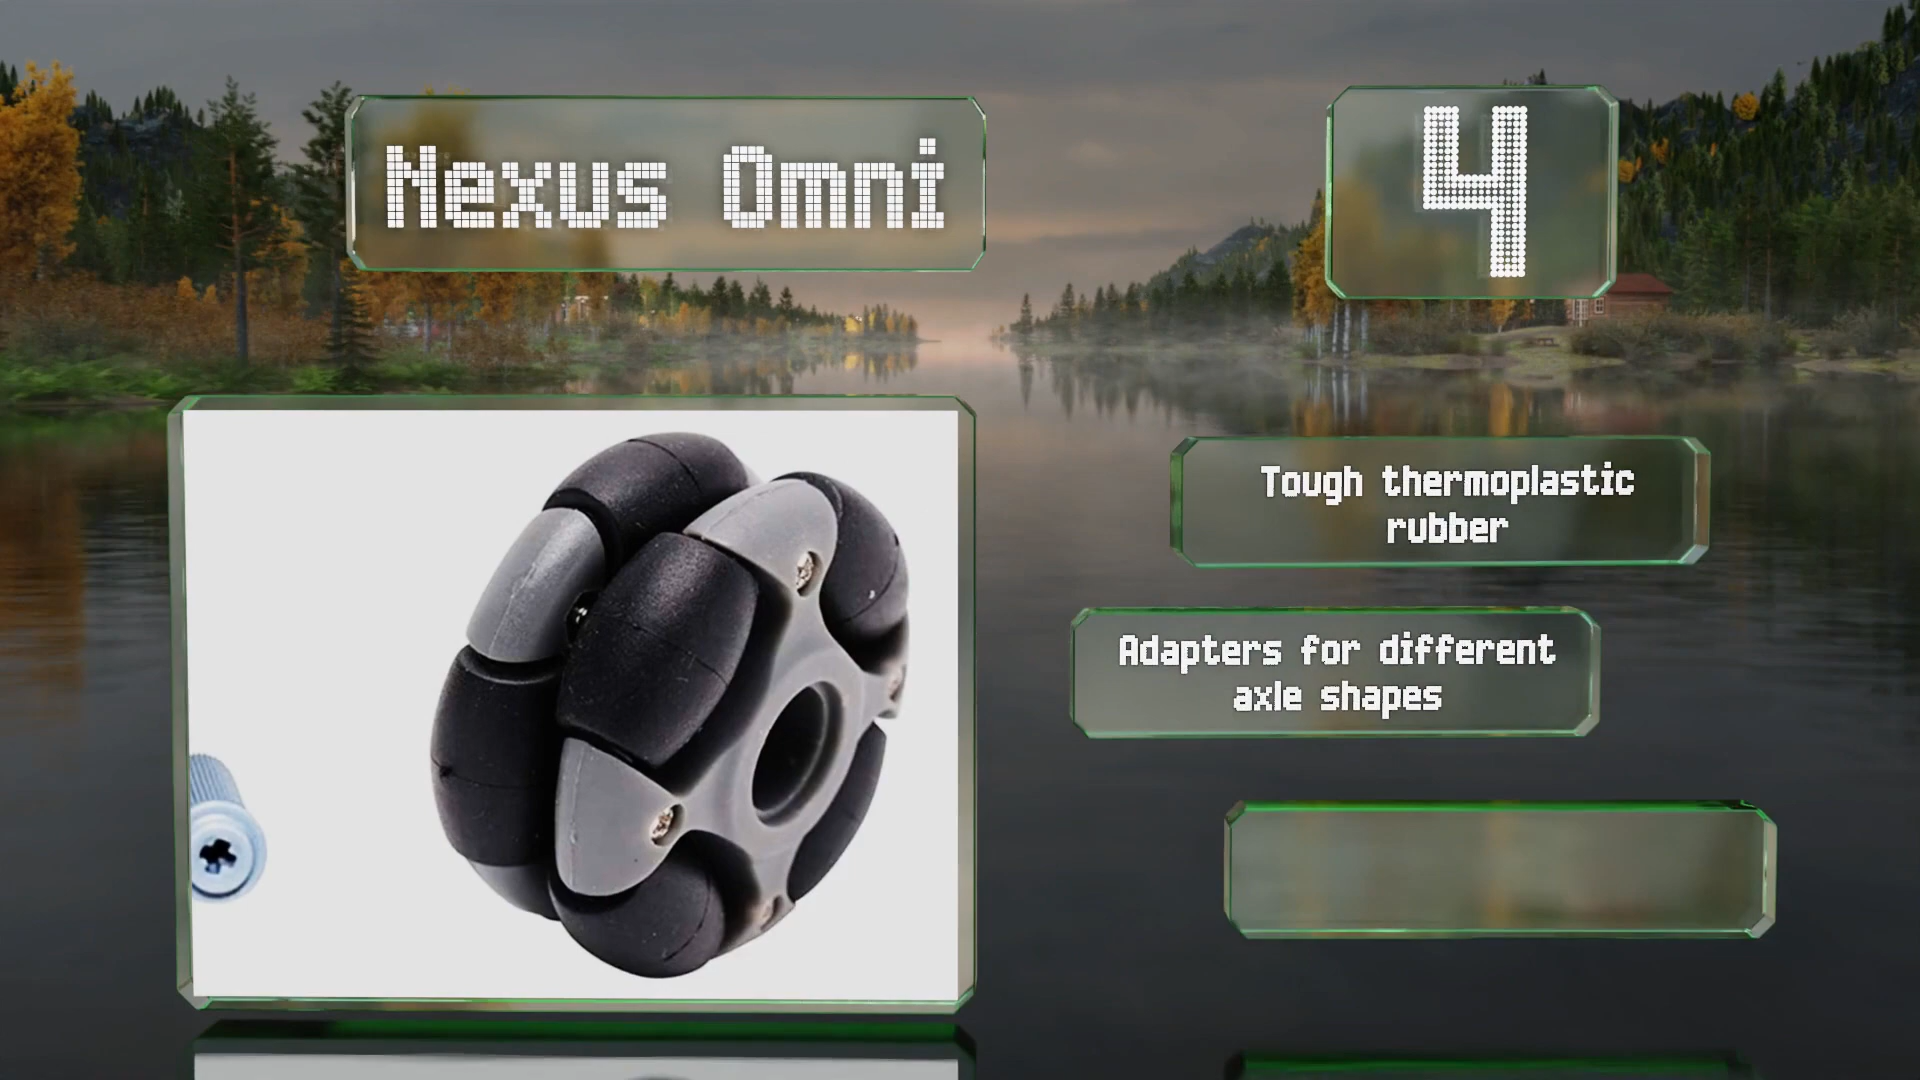 Nexus Omni
4
Tough thermoplastic
rubber
Adapters for different
axle shapes